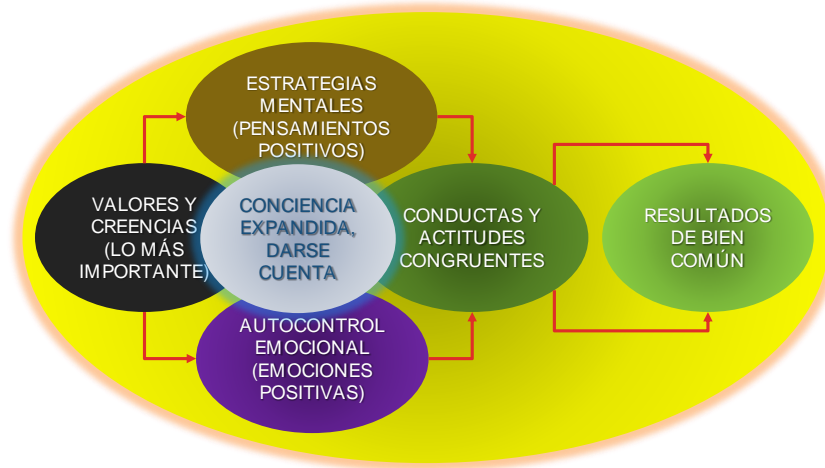 ESTRATEGIAS
MENTALES
(PENSAMIENTOS
POSITIVOS)
VALORES Y
CREENCIAS
(LO MÁS
IMPORTANTE)
CONCIENCIA
EXPANDIDA,
DARSE
CUENTA
CONDUCTAS Y
ACTITUDES
CONGRUENTES
RESULTADOS
DE BIEN
COMÚN
AUTOCONTROL
EMOCIONAL
(EMOCIONES
POSITIVAS)